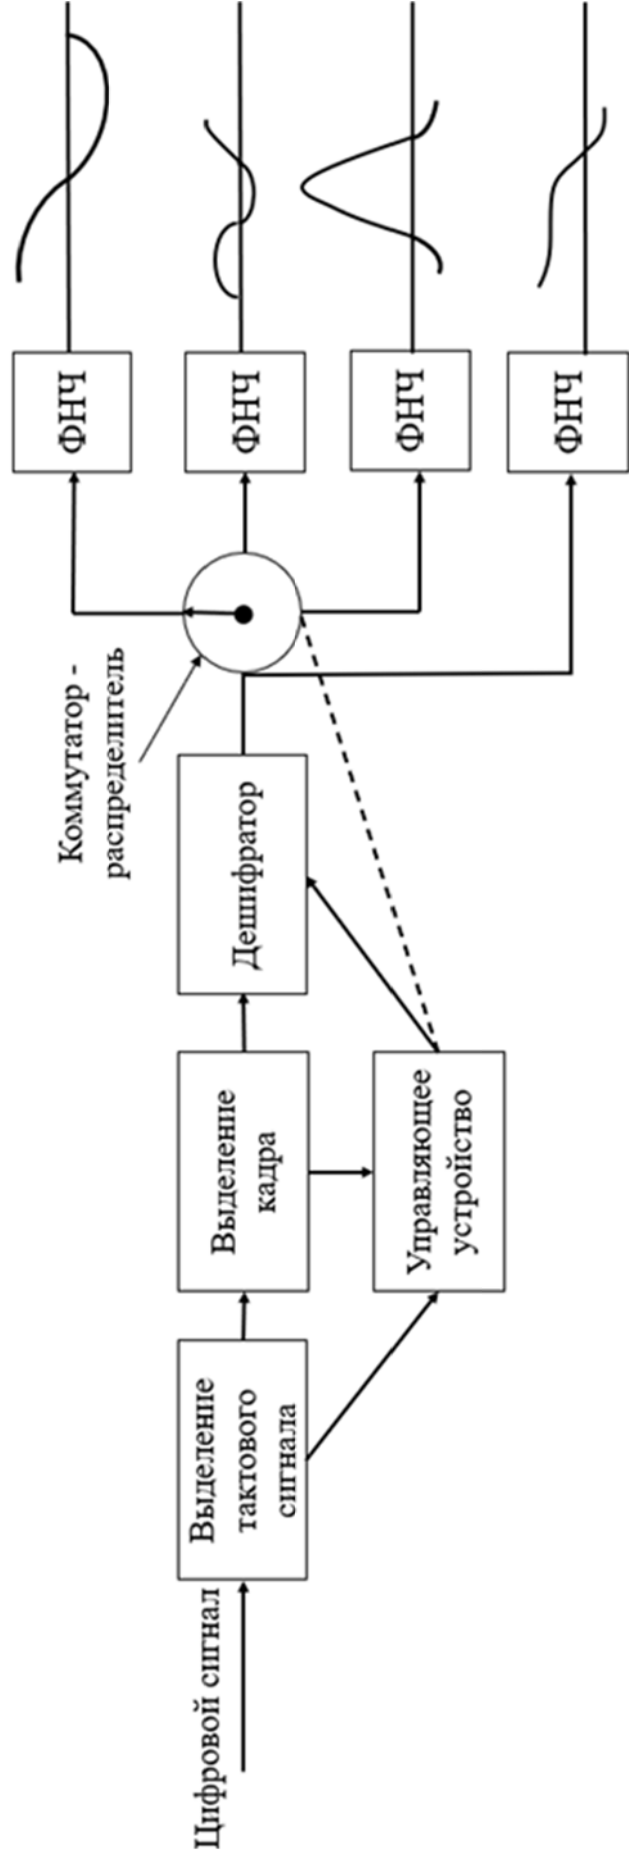 Цифровой сигнал
Выделение
тактового
сигнала
Выделение
кадра
Управляющее
устройство
Дешифратор
Коммутатор -
распределитель
ФНЧ
ФНЧ
ФНЧ
ФНЧ